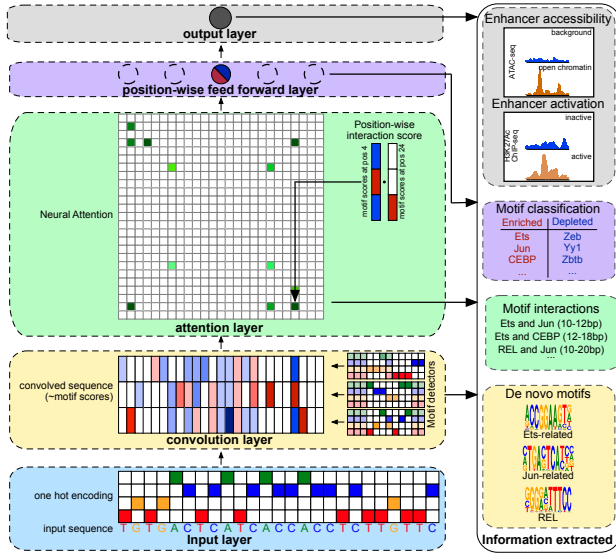 output layer
position-wise feed forward layer
Neural Attention
Position-wise
interaction score
motif scores at pos 4
motif scores at pos 24
attention layer
convolved sequence
(~motif scores)
Motif detectors
convolution layer
one hot encoding
input sequence
T G T G A C T C A T C A C C A C C T C T T G T T C
Input layer
Enhancer accessibility
ATAC-seq
background
open chromatin
Enhancer activation
H3K27Ac
ChIP-seq
inactive
active
Motif classification
Enriched Depleted
Ets Zeb
Jun Yy1
CEBP Zbtb
... ...
Motif interactions
Ets and Jun (10-12bp)
Ets and CEBP (12-18bp)
REL and Jun (10-20bp)
...
De novo motifs
Ets-related
Jun-related
REL
Information extracted